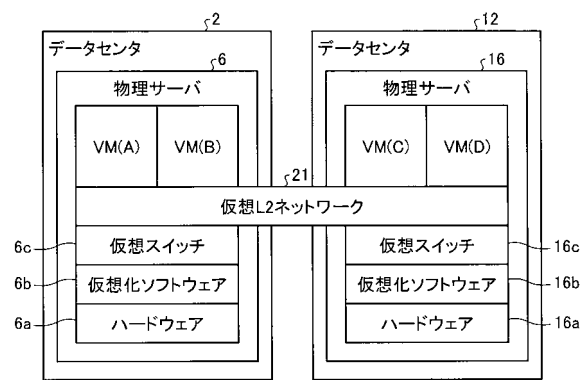 2
データセンタ
6
物理サーバ
VM(A)
VM(B)
12
データセンタ
16
物理サーバ
VM(C)
VM(D)
21
仮想L2ネットワーク
6c
仮想スイッチ
6b
仮想化ソフトウェア
6a
ハードウェア
仮想スイッチ
16c
仮想化ソフトウェア
16b
ハードウェア
16a